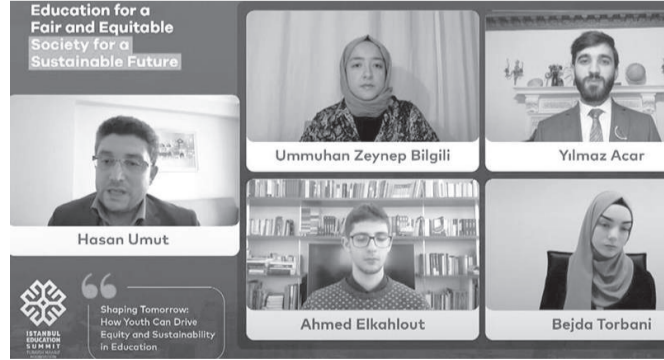 Education for a
Fair and Equitable
Society for a
Sustainable Future
Ummuhan Zeynep Bilgili
Yılmaz Acar
Hasan Umut
Ahmed Elkahlout
Bejda Torbani
ISTANBUL
EDUCATION
SUMMIT
Shaping Tomorrow:
How Youth Can Drive
Equity and Sustainability
in Education